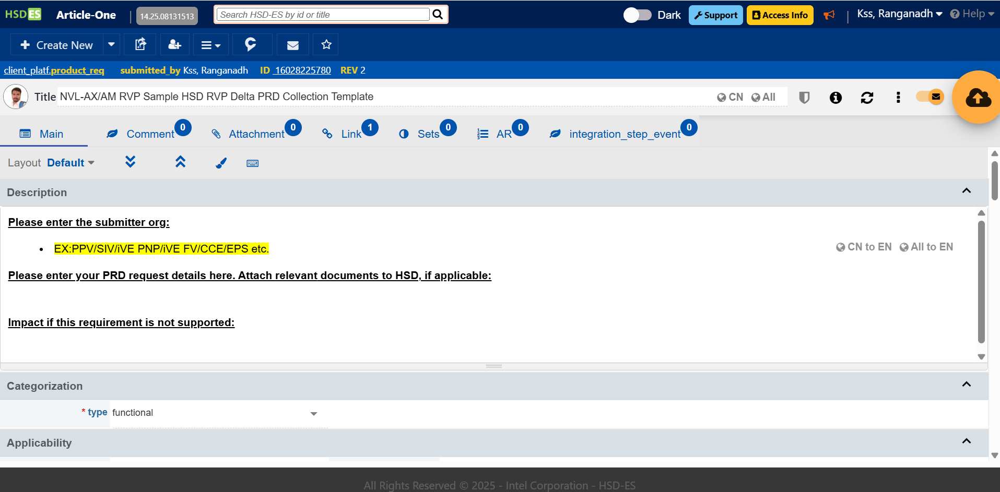 HSDES Article-One | 14.25.08131513 Search HSD-ES by id or title Dark Support Access Info | Kss, Ranganadh Help
Create New
client_platf.product_req submitted_by Kss, Ranganadh ID 16028225780 REV 2
Title NVL-AX/AM RVP Sample HSD RVP Delta PRD Collection Template CN All
Main Comment 0 Attachment 0 Link 1 Sets 0 AR 0 integration_step_event 0
Layout Default
Description
Please enter the submitter org:
• EX:PPV/SIV/iVE PNP/iVE FV/CCE/EPS etc.
CN to EN All to EN
Please enter your PRD request details here. Attach relevant documents to HSD, if applicable:
Impact if this requirement is not supported:
Categorization
* type functional
Applicability
All Rights Reserved © 2025 - Intel Corporation - HSD-ES